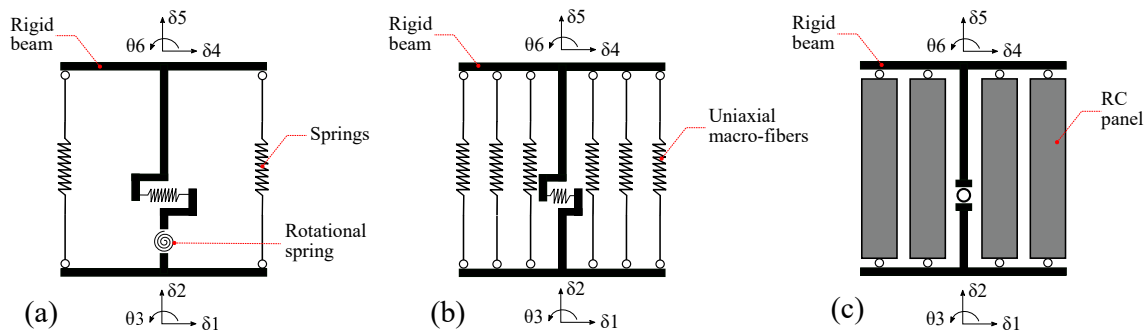 δ5
Rigid
beam
θ6
δ4
Springs
Rotational
spring
δ2
θ3
δ1
(a)
δ5
Rigid
beam
θ6
δ4
Uniaxial
macro-fibers
δ2
θ3
δ1
(b)
δ5
Rigid
beam
θ6
δ4
RC
panel
δ2
θ3
δ1
(c)